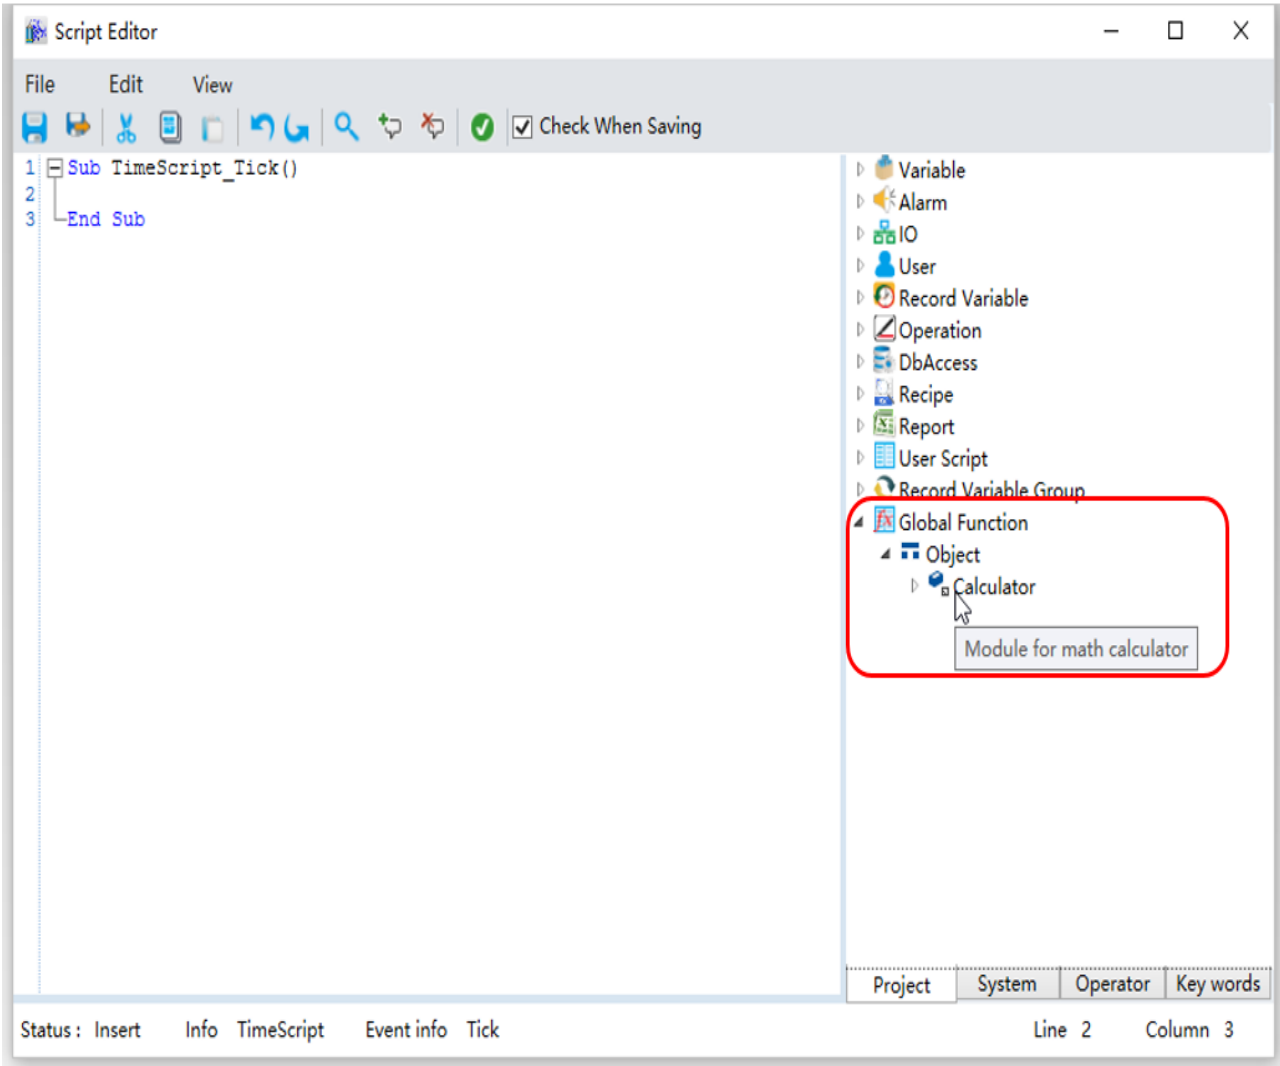 Script Editor
File Edit View
Check When Saving
1 Sub TimeScript_Tick()
2
3 End Sub
Variable
Alarm
IO
User
Record Variable
Operation
DbAccess
Recipe
Report
User Script
Record Variable Group
Global Function
Object
Calculator
Module for math calculator
Project System Operator Key words
Status : Insert Info TimeScript Event info Tick Line 2 Column 3